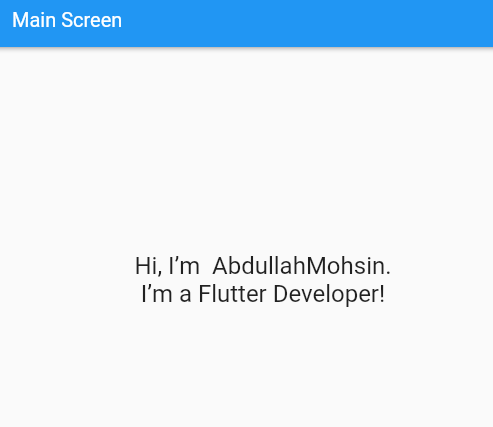 Main Screen
Hi, I’m  AbdullahMohsin.
I’m a Flutter Developer!